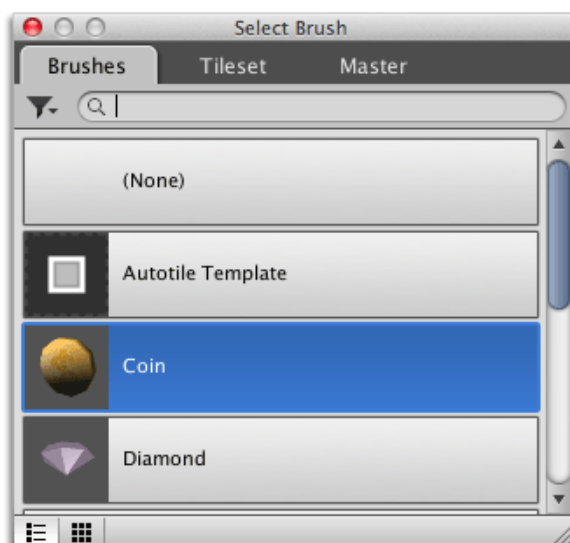 Select Brush
Brushes Tileset Master
(None)
Autotile Template
Coin
Diamond